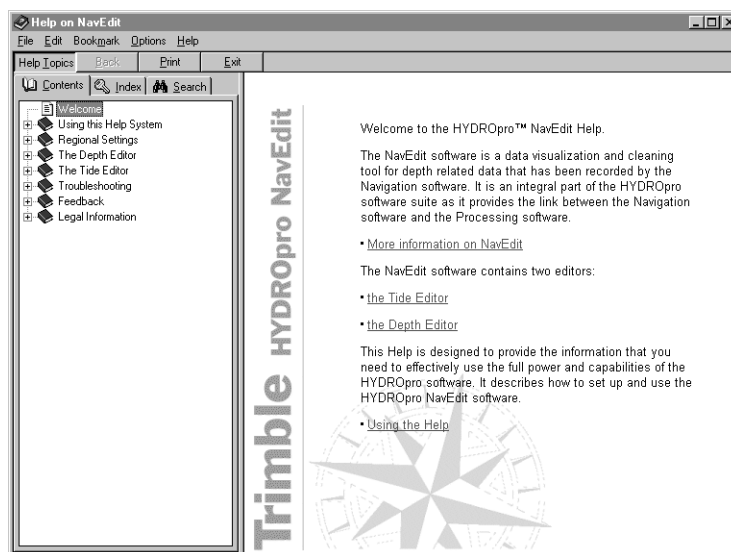 Help on NavEdit
File Edit Bookmark Options Help
Help Topics Back Print Exit
Contents Index Search
Welcome
Using this Help System
Regional Settings
The Depth Editor
The Tide Editor
Troubleshooting
Feedback
Legal Information
Trimble HYDROpro NavEdit
Welcome to the HYDROpro™ NavEdit Help.
The NavEdit software is a data visualization and cleaning
tool for depth related data that has been recorded by the
Navigation software. It is an integral part of the HYDROpro
software suite as it provides the link between the Navigation
software and the Processing software.
▪ More information on NavEdit
The NavEdit software contains two editors:
▪ the Tide Editor
▪ the Depth Editor
This Help is designed to provide the information that you
need to effectively use the full power and capabilities of the
HYDROpro software. It describes how to set up and use the
HYDROpro NavEdit software.
▪ Using the Help